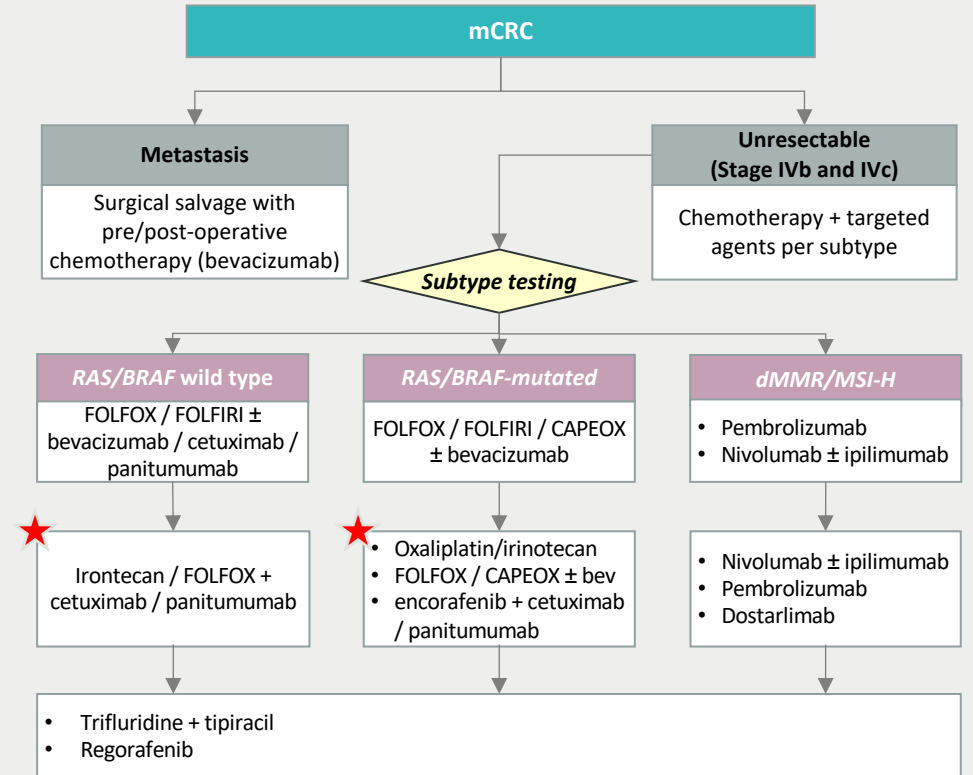 mCRC
Metastasis
Surgical salvage with
pre/post-operative
chemotherapy (bevacizumab)
Unresectable
(Stage IVb and IVc)
Chemotherapy + targeted
agents per subtype
Subtype testing
RAS/BRAF wild type
FOLFOX / FOLFIRI ±
bevacizumab / cetuximab /
panitumumab
RAS/BRAF-mutated
FOLFOX / FOLFIRI / CAPEOX
± bevacizumab
dMMR/MSI-H
• Pembrolizumab
• Nivolumab ± ipilimumab
Irontecan / FOLFOX +
cetuximab / panitumumab
• Oxaliplatin/irinotecan
• FOLFOX / CAPEOX ± bev
• encorafenib + cetuximab
/ panitumumab
• Nivolumab ± ipilimumab
• Pembrolizumab
• Dostarlimab
• Trifluridine + tipiracil
• Regorafenib